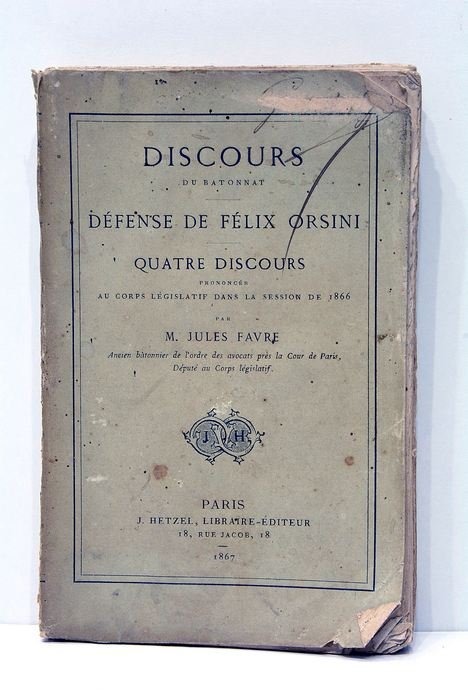 DISCOURS
DU BATONNAT
DÉFENSE DE FÉLIX ORSINI
QUATRE DISCOURS
PRONONCÉS
AU CORPS LÉGISLATIF DANS LA SESSION DE 1866
PAR
M. JULES FAVRE
Ancien bâtonnier de l'ordre des avocats près la Cour de Paris,
Député au Corps législatif.
J H
PARIS
J. HETZEL, LIBRAIRE-ÉDITEUR
18, RUE JACOB, 18
1867